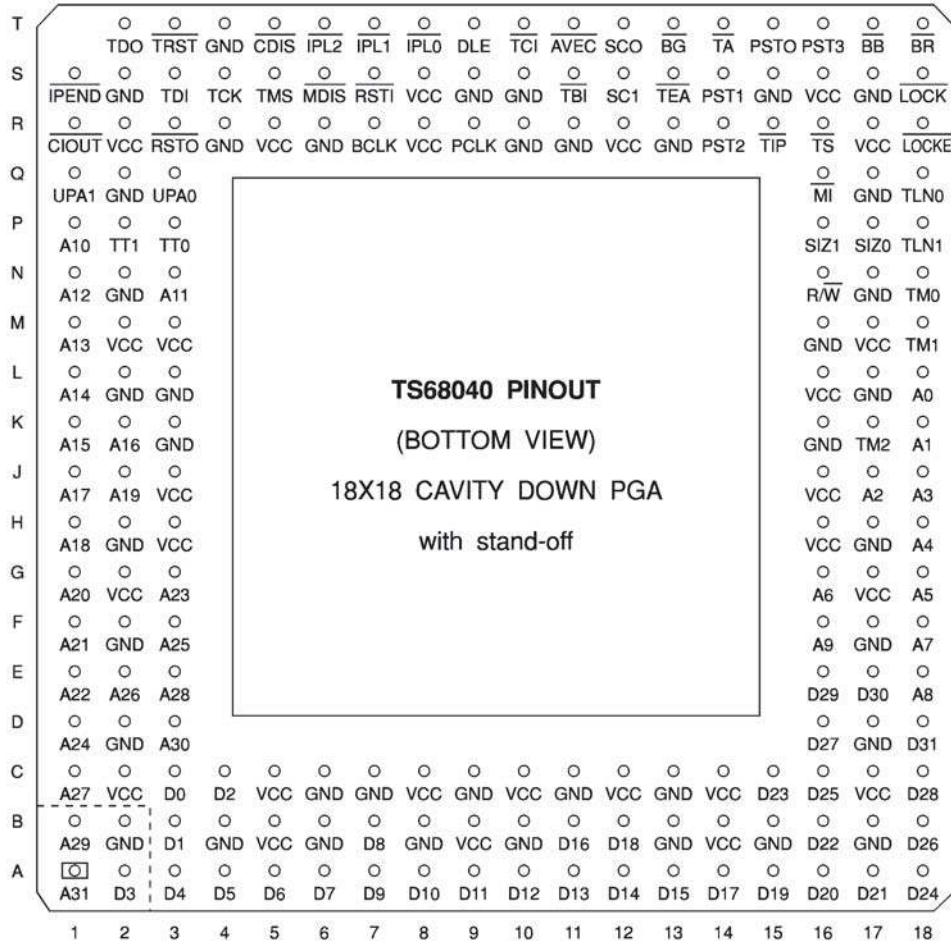 T
TDO TRST GND CDIS IPL2 IPL1 IPL0 DLE TCI AVEC SCO BG TA PSTO PST3 BB BR
S
IPEND GND TDI TCK TMS MDIS RSTI VCC GND GND TBI SC1 TEA PST1 GND VCC GND LOCK
R
CIOUT VCC RSTO GND VCC GND BCLK VCC PCLK GND GND VCC GND PST2 TIP TS VCC LOCKE
Q
UPA1 GND UPA0 MI GND TLN0
P
A10 TT1 TT0 SIZ1 SIZ0 TLN1
N
A12 GND A11 R/W GND TM0
M
A13 VCC VCC GND VCC TM1
L
A14 GND GND VCC GND A0
TS68040 PINOUT
K
A15 A16 GND GND TM2 A1
(BOTTOM VIEW)
J
A17 A19 VCC VCC A2 A3
18X18 CAVITY DOWN PGA
H
A18 GND VCC VCC GND A4
with stand-off
G
A20 VCC A23 A6 VCC A5
F
A21 GND A25 A9 GND A7
E
A22 A26 A28 D29 D30 A8
D
A24 GND A30 D27 GND D31
C
A27 VCC D0 D2 VCC GND GND VCC GND VCC GND VCC GND VCC D23 D25 VCC D28
B
A29 GND D1 GND VCC GND D8 GND VCC GND D16 D18 GND VCC GND D22 GND D26
A
A31 D3 D4 D5 D6 D7 D9 D10 D11 D12 D13 D14 D15 D17 D19 D20 D21 D24
1 2 3 4 5 6 7 8 9 10 11 12 13 14 15 16 17 18